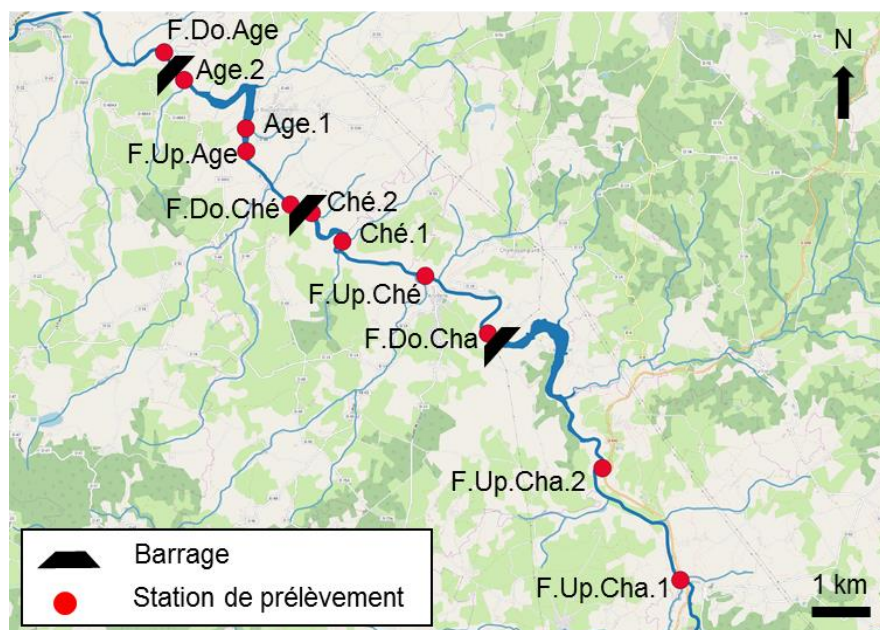 F.Do.Age
Age.2
N
Age.1
F.Up.Age
F.Do.Ché
Ché.2
Ché.1
F.Up.Ché
F.Do.Cha
F.Up.Cha.2
F.Up.Cha.1
1 km
Barrage
Station de prélèvement